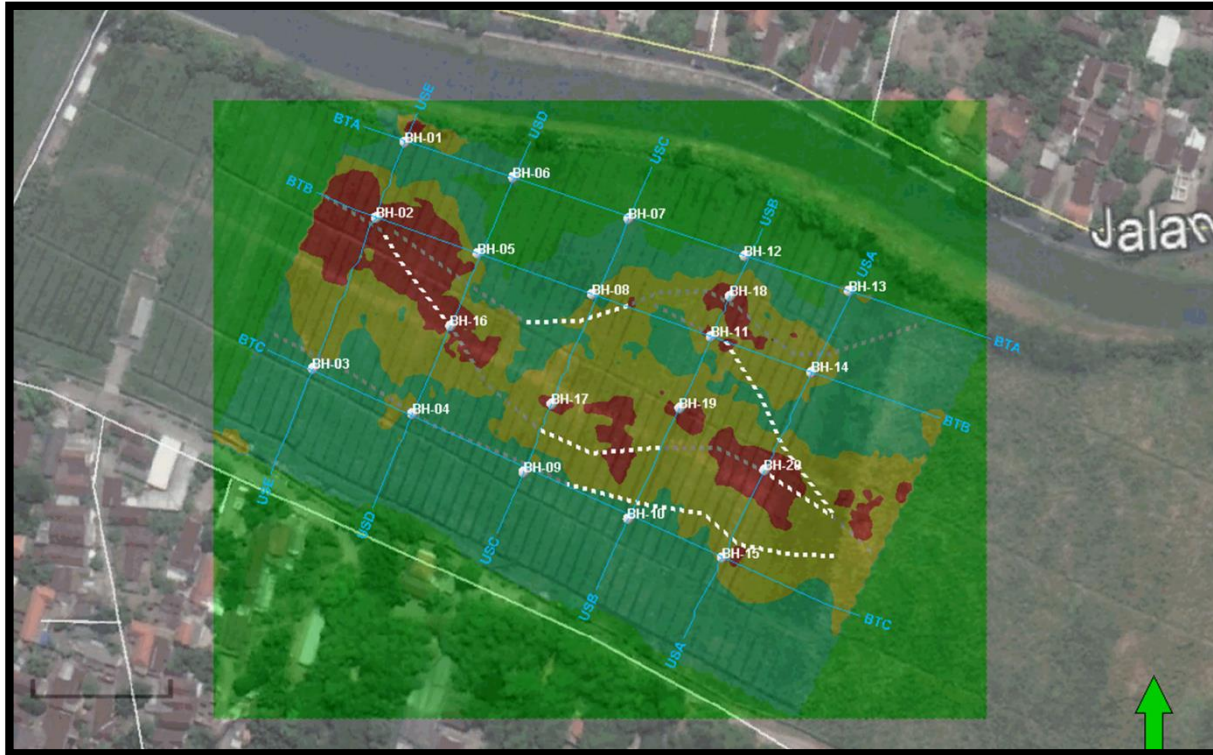 USE
BTA
BH-01
USD
BH-06
USC
BTB
BH-02
BH-07
USB
Jalan
BH-05
BH-12
USA
BH-08
BH-13
BH-18
BTC
BH-16
BH-11
BTA
BH-03
BH-14
BH-04
BH-17
BH-19
BTB
BH-09
BH-20
USE
BH-10
USD
USC
BH-15
USB
BTC
USA